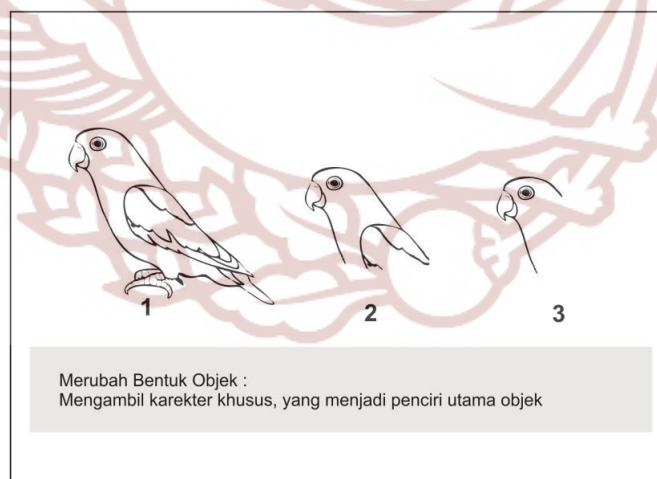 1 2 3
Merubah Bentuk Objek :
Mengambil karekter khusus, yang menjadi penciri utama objek